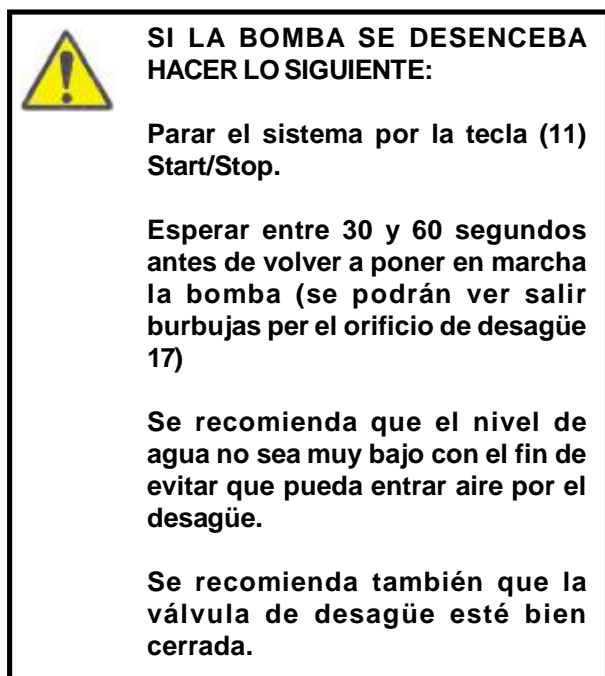 SI LA BOMBA SE DESENCEBA
HACER LO SIGUIENTE:
Parar el sistema por la tecla (11)
Start/Stop.
Esperar entre 30 y 60 segundos
antes de volver a poner en marcha
la bomba (se podrán ver salir
burbujas per el orificio de desagüe
17)
Se recomienda que el nivel de
agua no sea muy bajo con el fin de
evitar que pueda entrar aire por el
desagüe.
Se recomienda también que la
válvula de desagüe esté bien
cerrada.